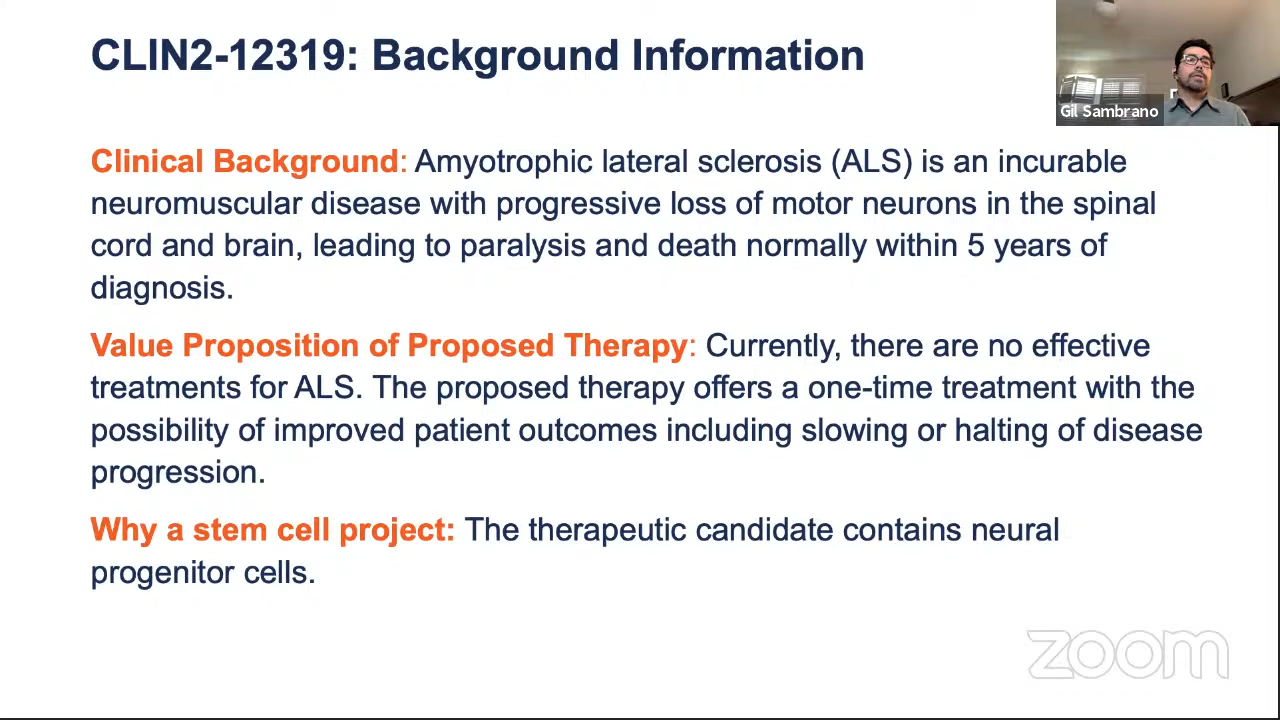 CLIN2-12319: Background Information
Gil Sambrano
Clinical Background: Amyotrophic lateral sclerosis (ALS) is an incurable
neuromuscular disease with progressive loss of motor neurons in the spinal
cord and brain, leading to paralysis and death normally within 5 years of
diagnosis.
Value Proposition of Proposed Therapy: Currently, there are no effective
treatments for ALS. The proposed therapy offers a one-time treatment with the
possibility of improved patient outcomes including slowing or halting of disease
progression.
Why a stem cell project: The therapeutic candidate contains neural
progenitor cells.
zoom